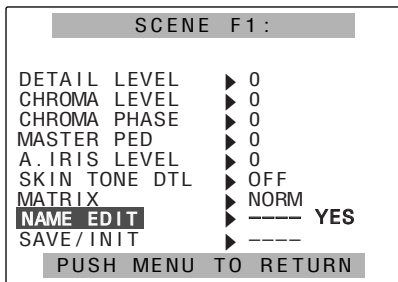 SCENE F1:
DETAIL LEVEL ▶ 0
CHROMA LEVEL ▶ 0
CHROMA PHASE ▶ 0
MASTER PED ▶ 0
A.IRIS LEVEL ▶ 0
SKIN TONE DTL ▶ OFF
MATRIX ▶ NORM
NAME EDIT ▶ –––– YES
SAVE/INIT ▶ ––––
PUSH MENU TO RETURN